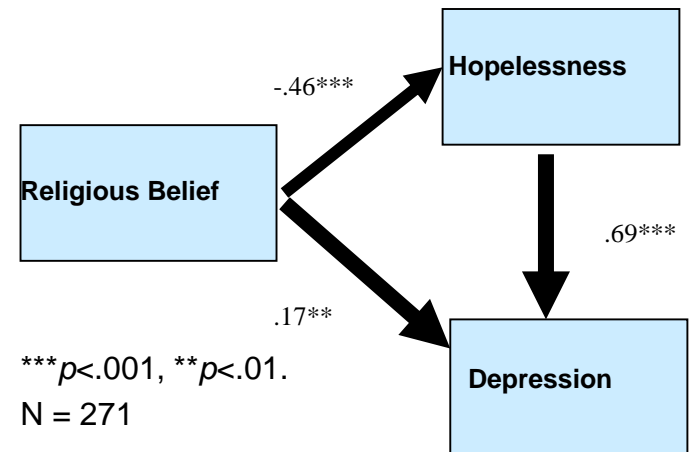 Hopelessness
-.46***
Religious Belief
.69***
.17**
***p<.001, **p<.01.
Depression
N = 271